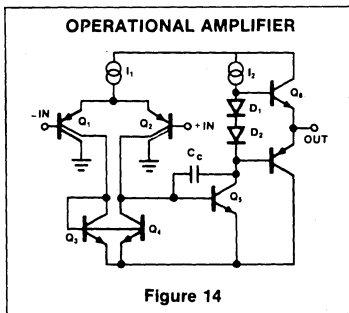 OPERATIONAL AMPLIFIER
I1
I2
Q6
D1
-IN
Q1
Q2
+IN
D2
OUT
CC
Q5
Q3
Q4
Figure 14